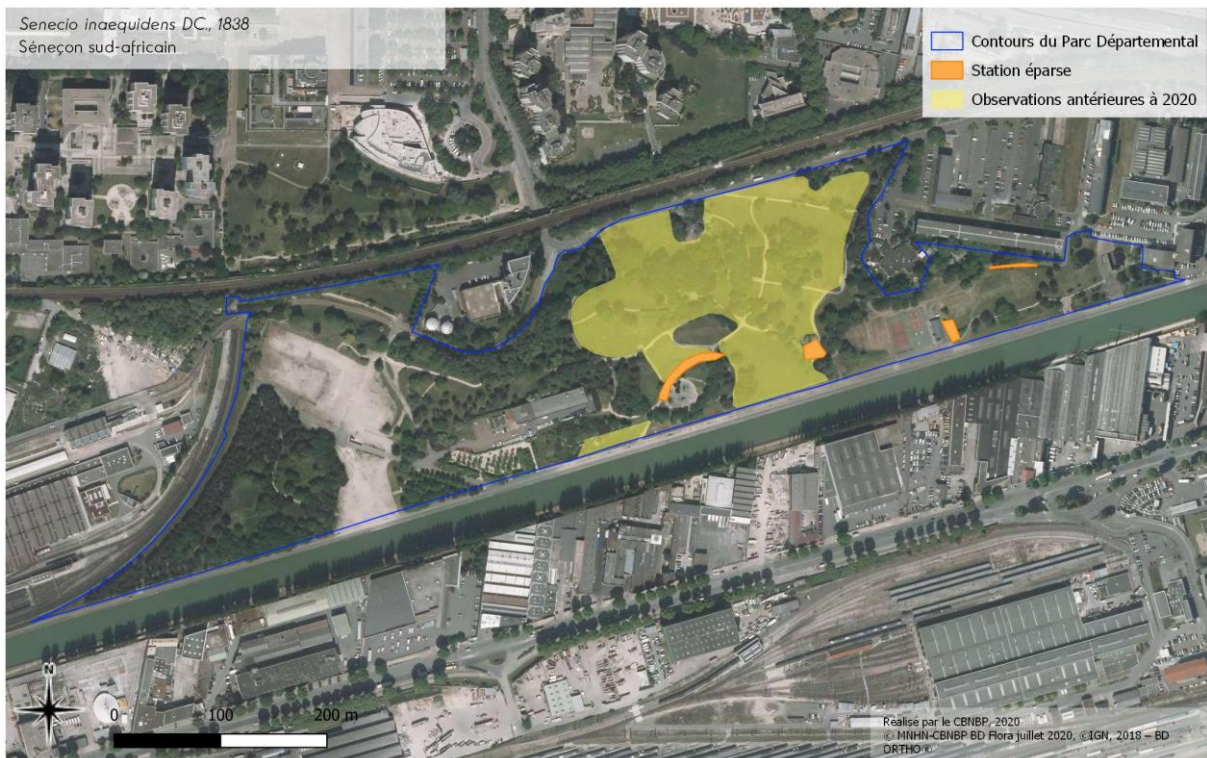 Senecio inaequidens DC., 1838
Séneçon sud-africain
Contours du Parc Départemental
Station éparse
Observations antérieures à 2020
N
0 100 200 m
Réalisé par le CBNBP, 2020
© MNHN-CBNBP BD Flora juillet 2020, ©IGN, 2018 – BD
ORTHO ®